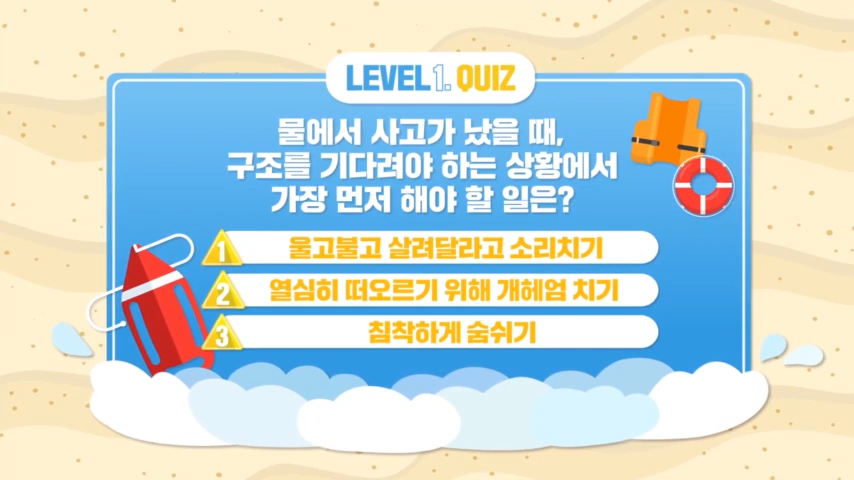 LEVEL 1. QUIZ
물에서 사고가 났을 때,
구조를 기다려야 하는 상황에서
가장 먼저 해야 할 일은?
1 울고불고 살려달라고 소리치기
2 열심히 떠오르기 위해 개헤엄 치기
3 침착하게 숨쉬기